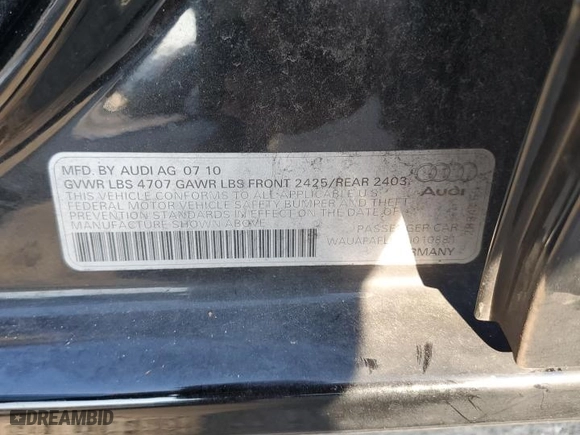 MFD. BY AUDI AG 07 10
GVWR LBS 4707 GAWR LBS FRONT 2425/REAR 2403
THIS VEHICLE CONFORMS TO ALL APPLICABLE U.S.
FEDERAL MOTOR VEHICLE SAFETY BUMPER AND THEFT
PREVENTION STANDARDS IN EFFECT ON THE DATE OF
MANUFACTURE SHOWN ABOVE
Audi
PASSENGER CAR
GERMANY
DREAMBID